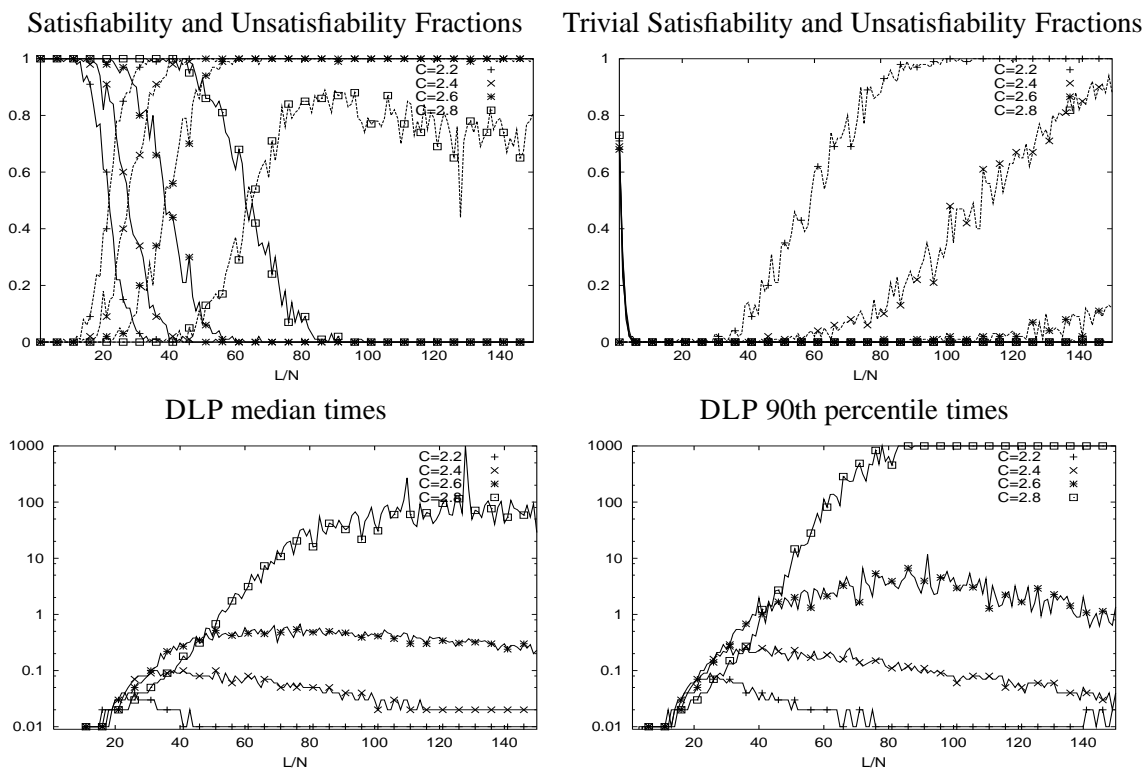 Satisfiability and Unsatisfiability Fractions
1
0.8
0.6
0.4
0.2
0
20 40 60 80 100 120 140
L/N
C=2.2
C=2.4
C=2.6
C=2.8
Trivial Satisfiability and Unsatisfiability Fractions
1
0.8
0.6
0.4
0.2
0
20 40 60 80 100 120 140
L/N
C=2.2
C=2.4
C=2.6
C=2.8
DLP median times
1000
100
10
1
0.1
0.01
20 40 60 80 100 120 140
L/N
C=2.2
C=2.4
C=2.6
C=2.8
DLP 90th percentile times
1000
100
10
1
0.1
0.01
20 40 60 80 100 120 140
L/N
C=2.2
C=2.4
C=2.6
C=2.8